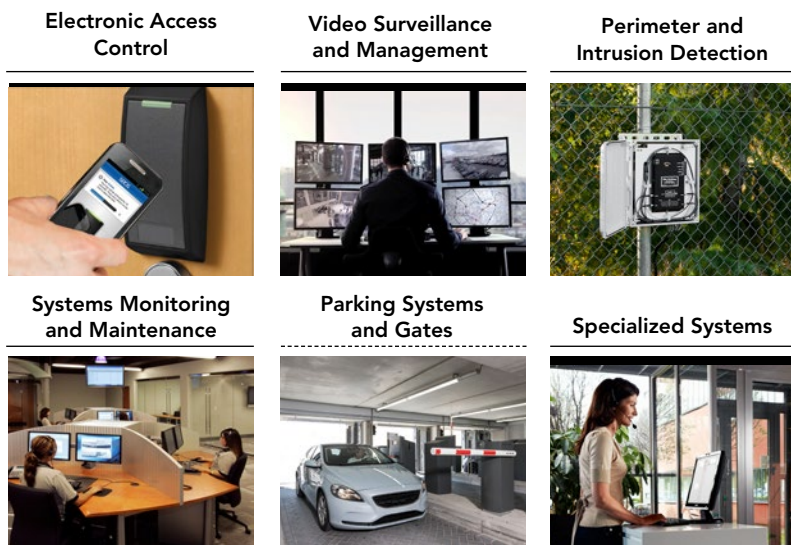 Electronic Access
Control
Video Surveillance
and Management
Perimeter and
Intrusion Detection
Systems Monitoring
and Maintenance
Parking Systems
and Gates
Specialized Systems